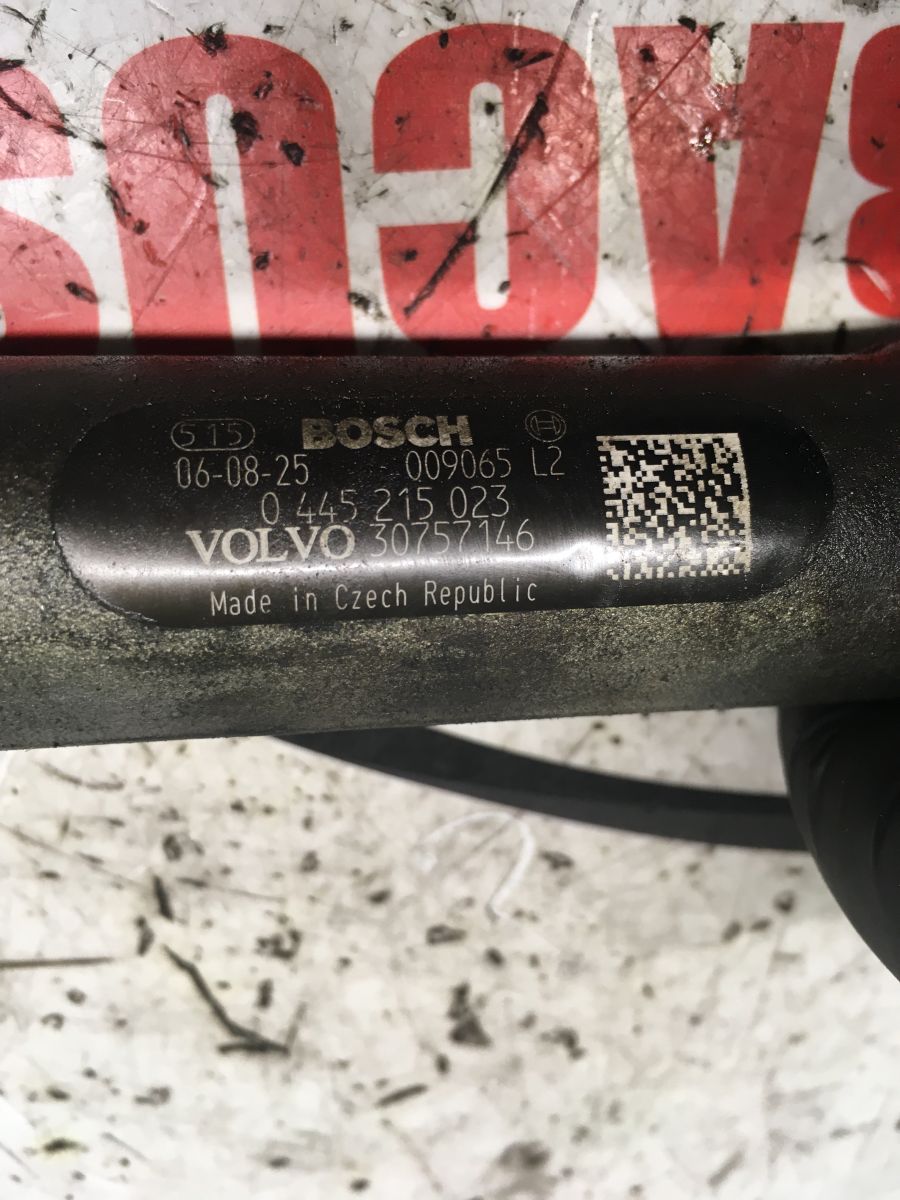 515 BOSCH
06-08-25 009065 L2
0 445 215 023
VOLVO 30757146
Made in Czech Republic